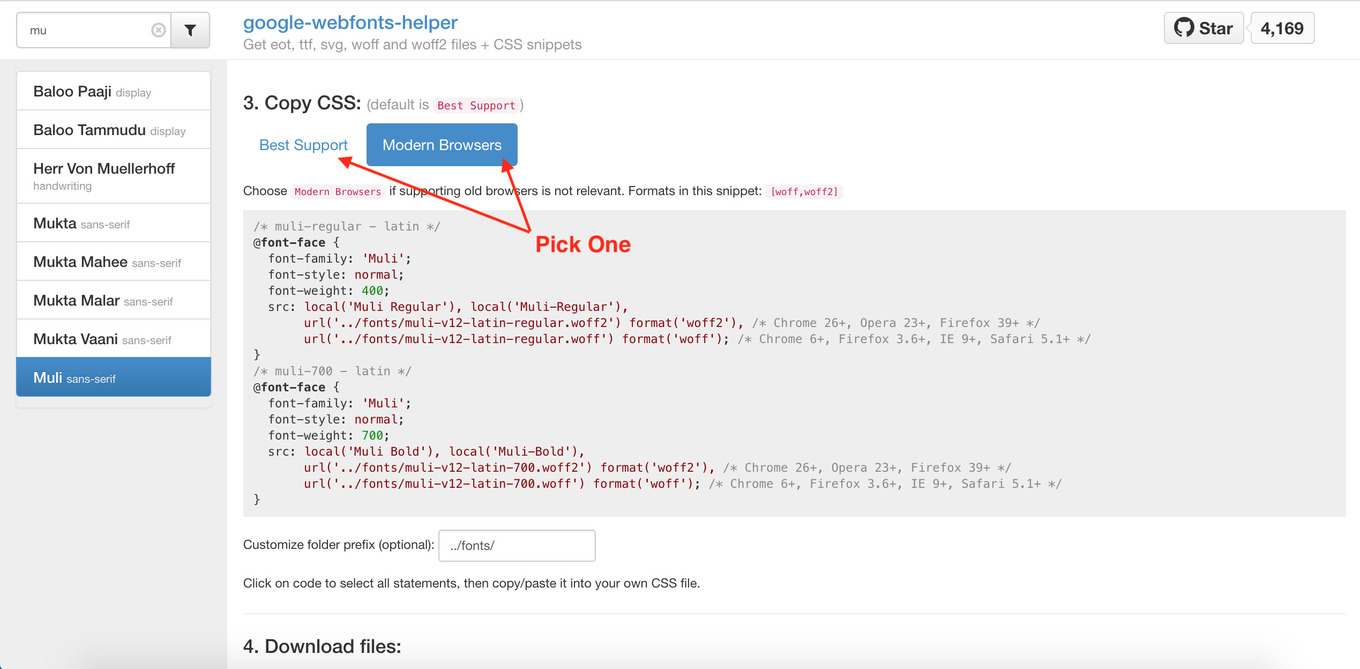 mu
google-webfonts-helper
Get eot, ttf, svg, woff and woff2 files + CSS snippets
Star
4,169
Baloo Paaji display
Baloo Tammudu display
Herr Von Muellerhoff
handwriting
Mukta sans-serif
Mukta Mahee sans-serif
Mukta Malar sans-serif
Mukta Vaani sans-serif
Muli sans-serif
3. Copy CSS: (default is Best Support )
Best Support
Modern Browsers
Choose Modern Browsers if supporting old browsers is not relevant. Formats in this snippet: [woff,woff2]
Pick One
/* muli-regular - latin */
@font-face {
  font-family: 'Muli';
  font-style: normal;
  font-weight: 400;
  src: local('Muli Regular'), local('Muli-Regular'),
       url('../fonts/muli-v12-latin-regular.woff2') format('woff2'), /* Chrome 26+, Opera 23+, Firefox 39+ */
       url('../fonts/muli-v12-latin-regular.woff') format('woff'); /* Chrome 6+, Firefox 3.6+, IE 9+, Safari 5.1+ */
}
/* muli-700 - latin */
@font-face {
  font-family: 'Muli';
  font-style: normal;
  font-weight: 700;
  src: local('Muli Bold'), local('Muli-Bold'),
       url('../fonts/muli-v12-latin-700.woff2') format('woff2'), /* Chrome 26+, Opera 23+, Firefox 39+ */
       url('../fonts/muli-v12-latin-700.woff') format('woff'); /* Chrome 6+, Firefox 3.6+, IE 9+, Safari 5.1+ */
}
Customize folder prefix (optional): ../fonts/
Click on code to select all statements, then copy/paste it into your own CSS file.
4. Download files: